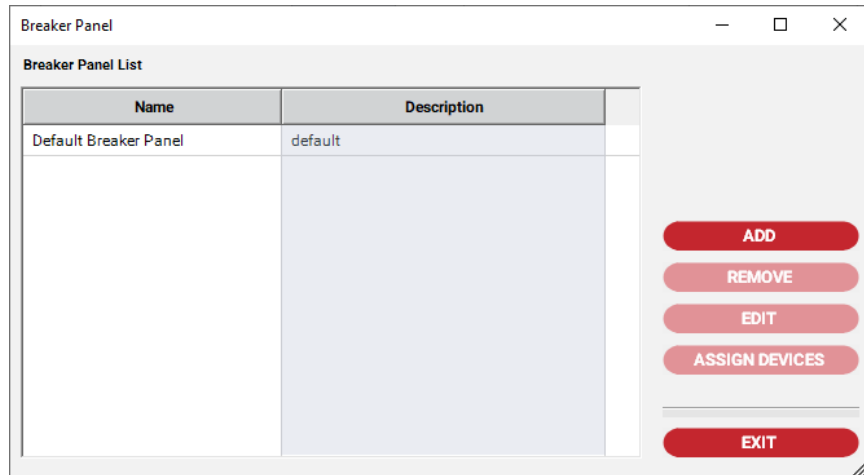 Breaker Panel
Breaker Panel List
Name Description
Default Breaker Panel default
ADD
REMOVE
EDIT
ASSIGN DEVICES
EXIT